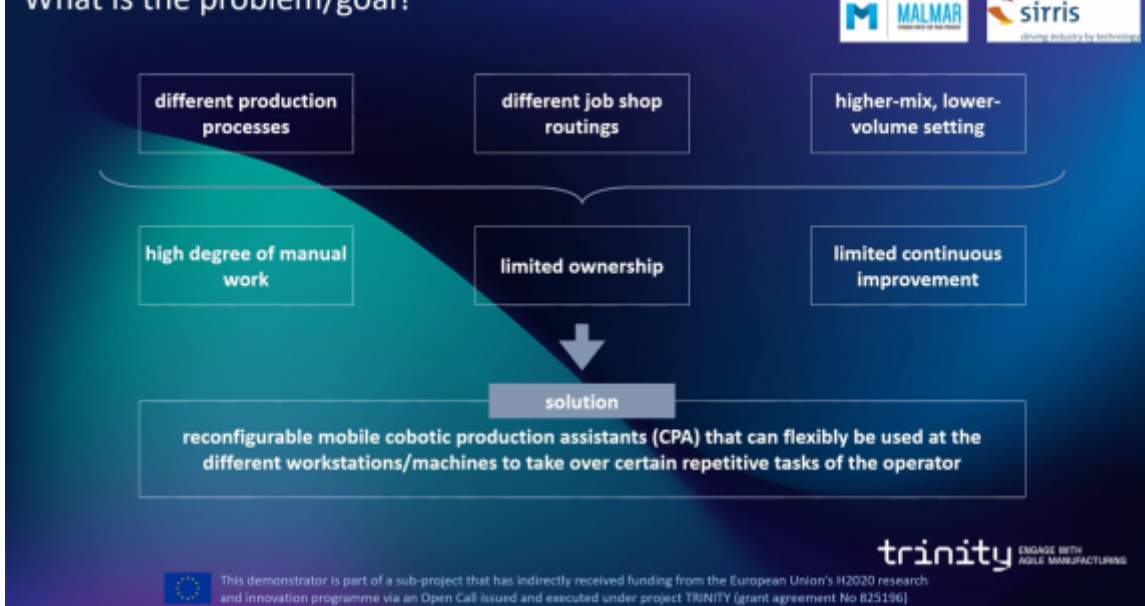 What is the problem/goal?
MALMAR
sirris
driving industry by technology
different production
processes
different job shop
routings
higher-mix, lower-
volume setting
high degree of manual
work
limited ownership
limited continuous
improvement
solution
reconfigurable mobile cobotic production assistants (CPA) that can flexibly be used at the
different workstations/machines to take over certain repetitive tasks of the operator
trinity
ENGAGE WITH
AGILE MANUFACTURING
This demonstrator is part of a sub-project that has indirectly received funding from the European Union's H2020 research
and innovation programme via an Open Call issued and executed under project TRINITY (grant agreement No 825196)